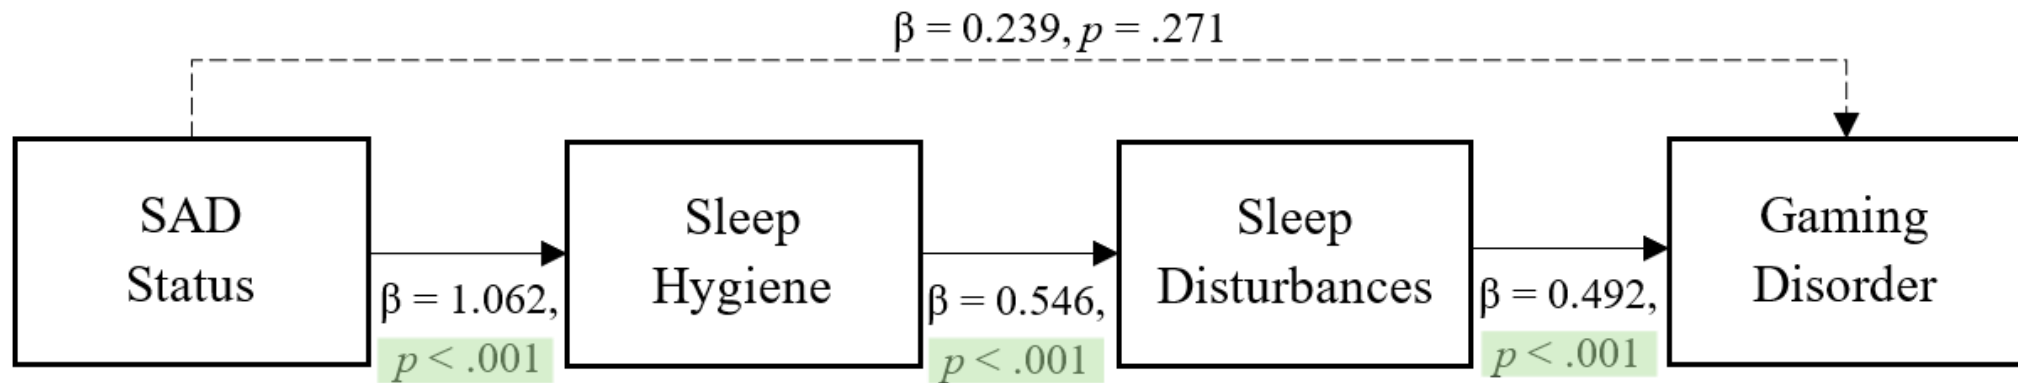 β = 0.239, p = .271
SAD
Status
β = 1.062,
p < .001
Sleep
Hygiene
β = 0.546,
p < .001
Sleep
Disturbances
β = 0.492,
p < .001
Gaming
Disorder